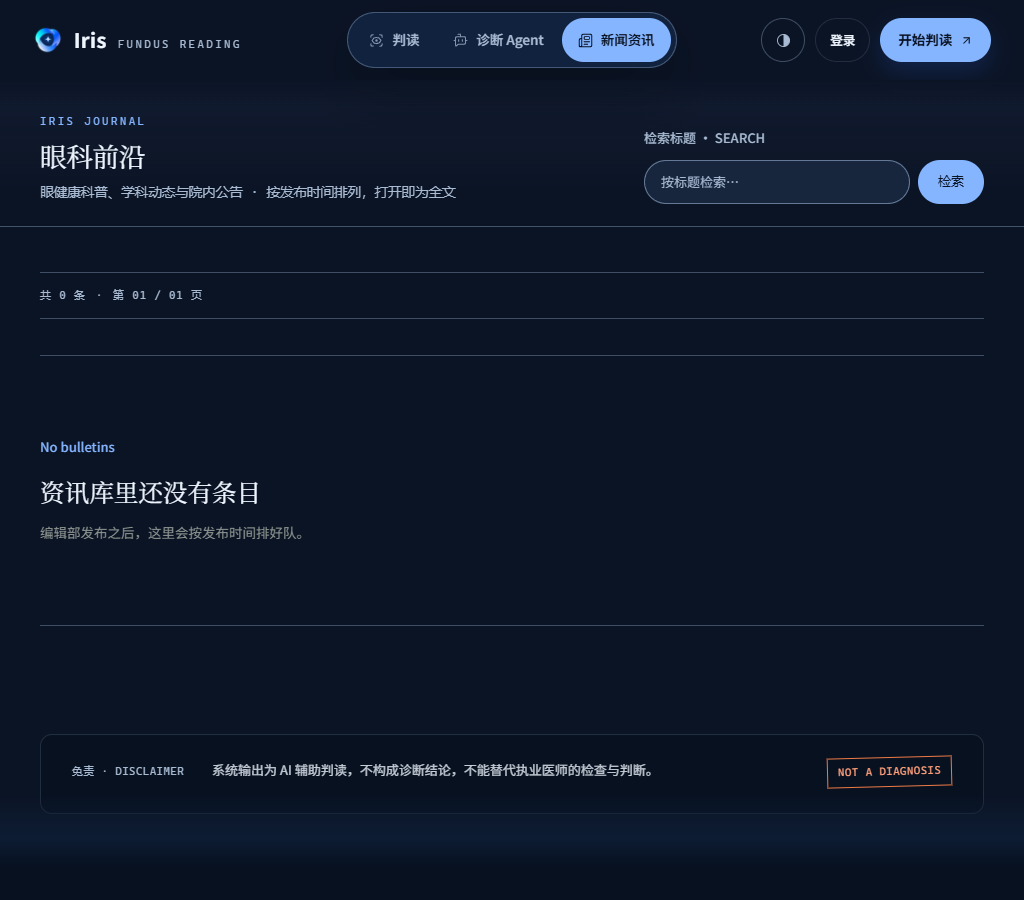 Iris FUNDUS READING
判读
诊断 Agent
新闻资讯
登录
开始判读
IRIS JOURNAL
眼科前沿
眼健康科普、学科动态与院内公告 · 按发布时间排列，打开即为全文
检索标题 · SEARCH
按标题检索…
检索
共 0 条 · 第 01 / 01 页
No bulletins
资讯库里还没有条目
编辑部发布之后，这里会按发布时间排好队。
免责 · DISCLAIMER
系统输出为 AI 辅助判读，不构成诊断结论，不能替代执业医师的检查与判断。
NOT A DIAGNOSIS